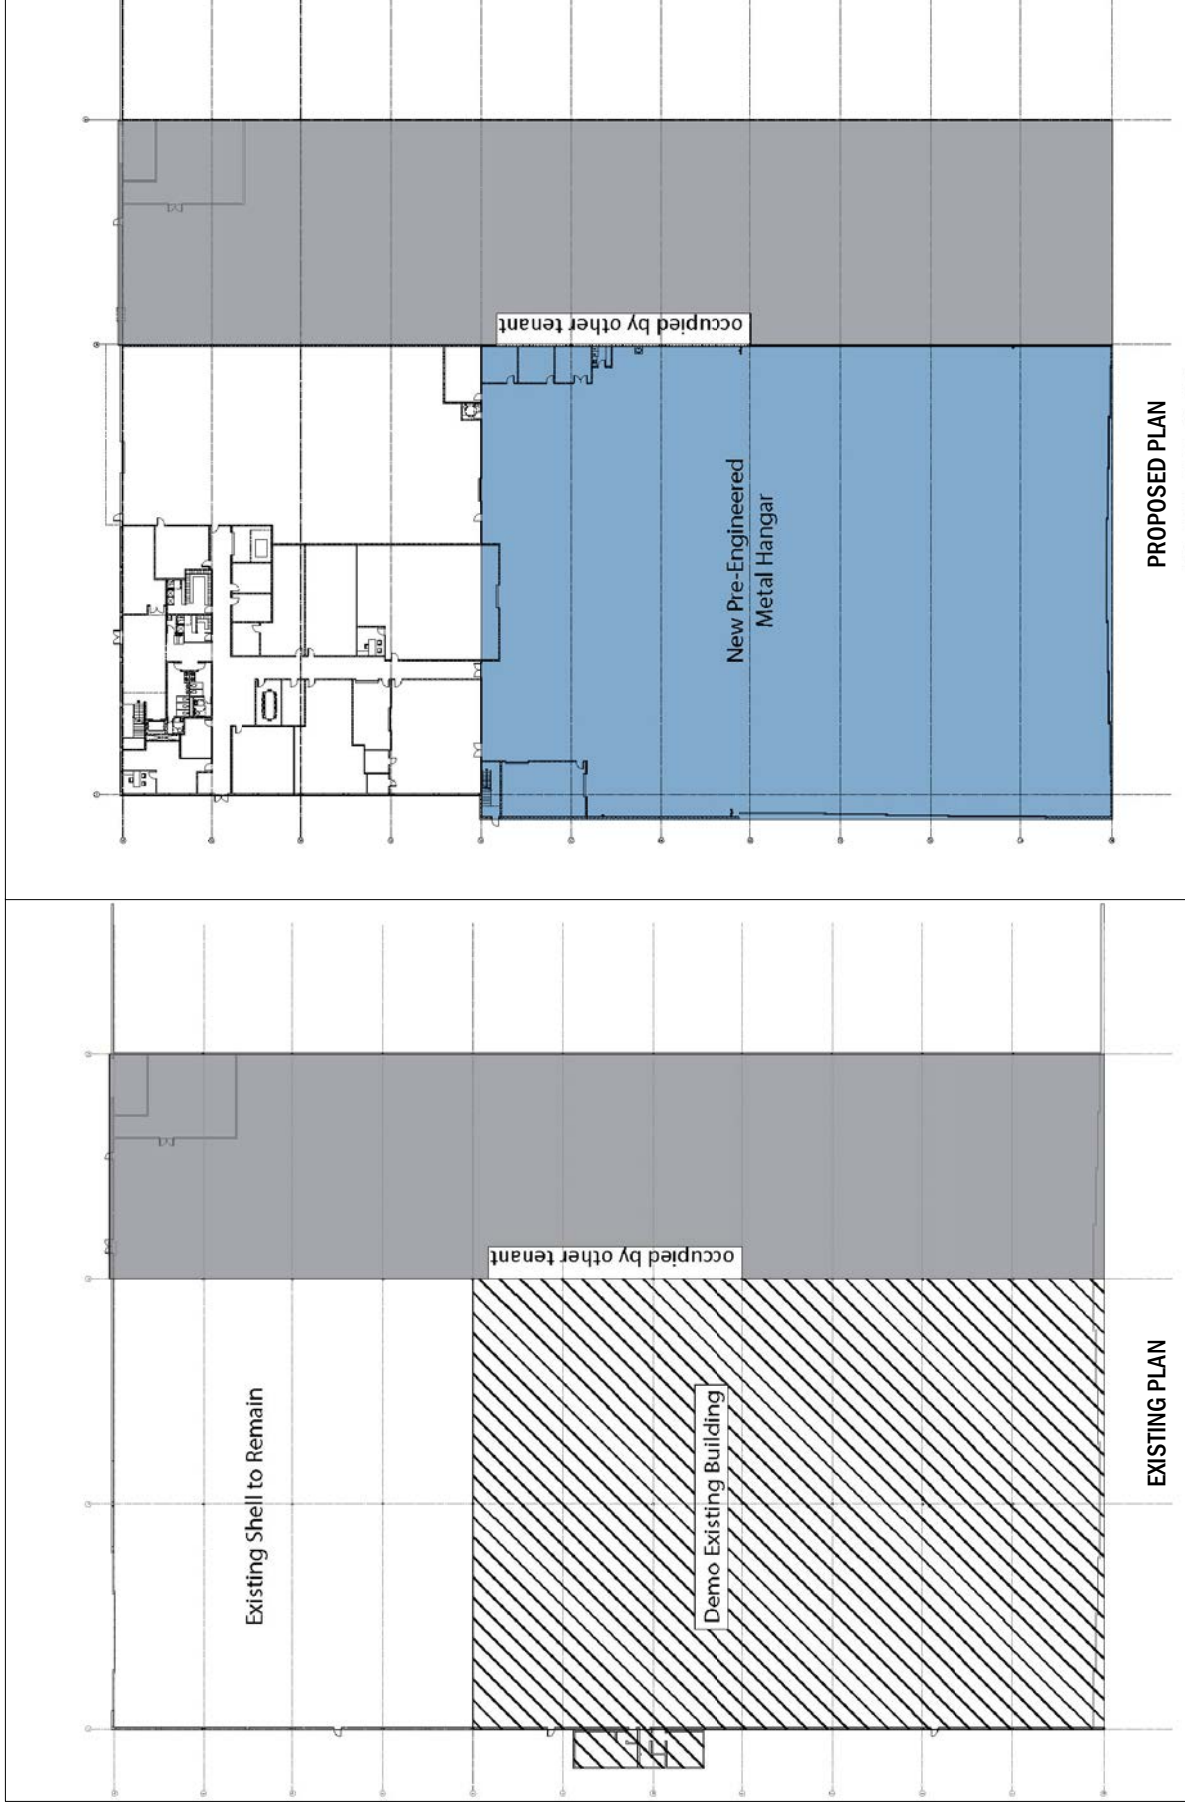 EXISTING PLAN
Existing Shell to Remain
Demo Existing Building
occupied by other tenant
PROPOSED PLAN
New Pre-Engineered
Metal Hangar
occupied by other tenant